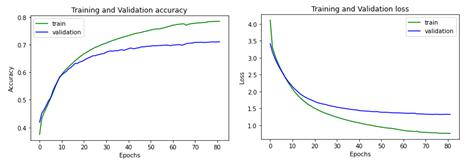 Training and Validation accuracy
0.8
0.7
0.6
0.5
0.4
Accuracy
train
validation
0 10 20 30 40 50 60 70 80
Epochs
Training and Validation loss
4.0
3.5
3.0
2.5
2.0
1.5
1.0
Loss
train
validation
0 10 20 30 40 50 60 70 80
Epochs